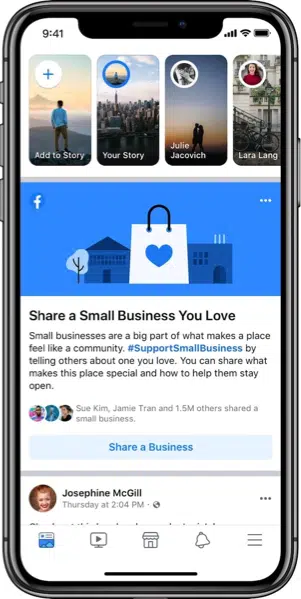 9:41
Add to Story
Your Story
Julie
Jacovich
Lara Lang
Share a Small Business You Love
Small businesses are a big part of what makes a place
feel like a community. #SupportSmallBusiness by
telling others about one you love. You can share what
makes this place special and how to help them stay
open.
Sue Kim, Jamie Tran and 1.5M others shared a
small business.
Share a Business
Josephine McGill
Thursday at 2:04 PM ·